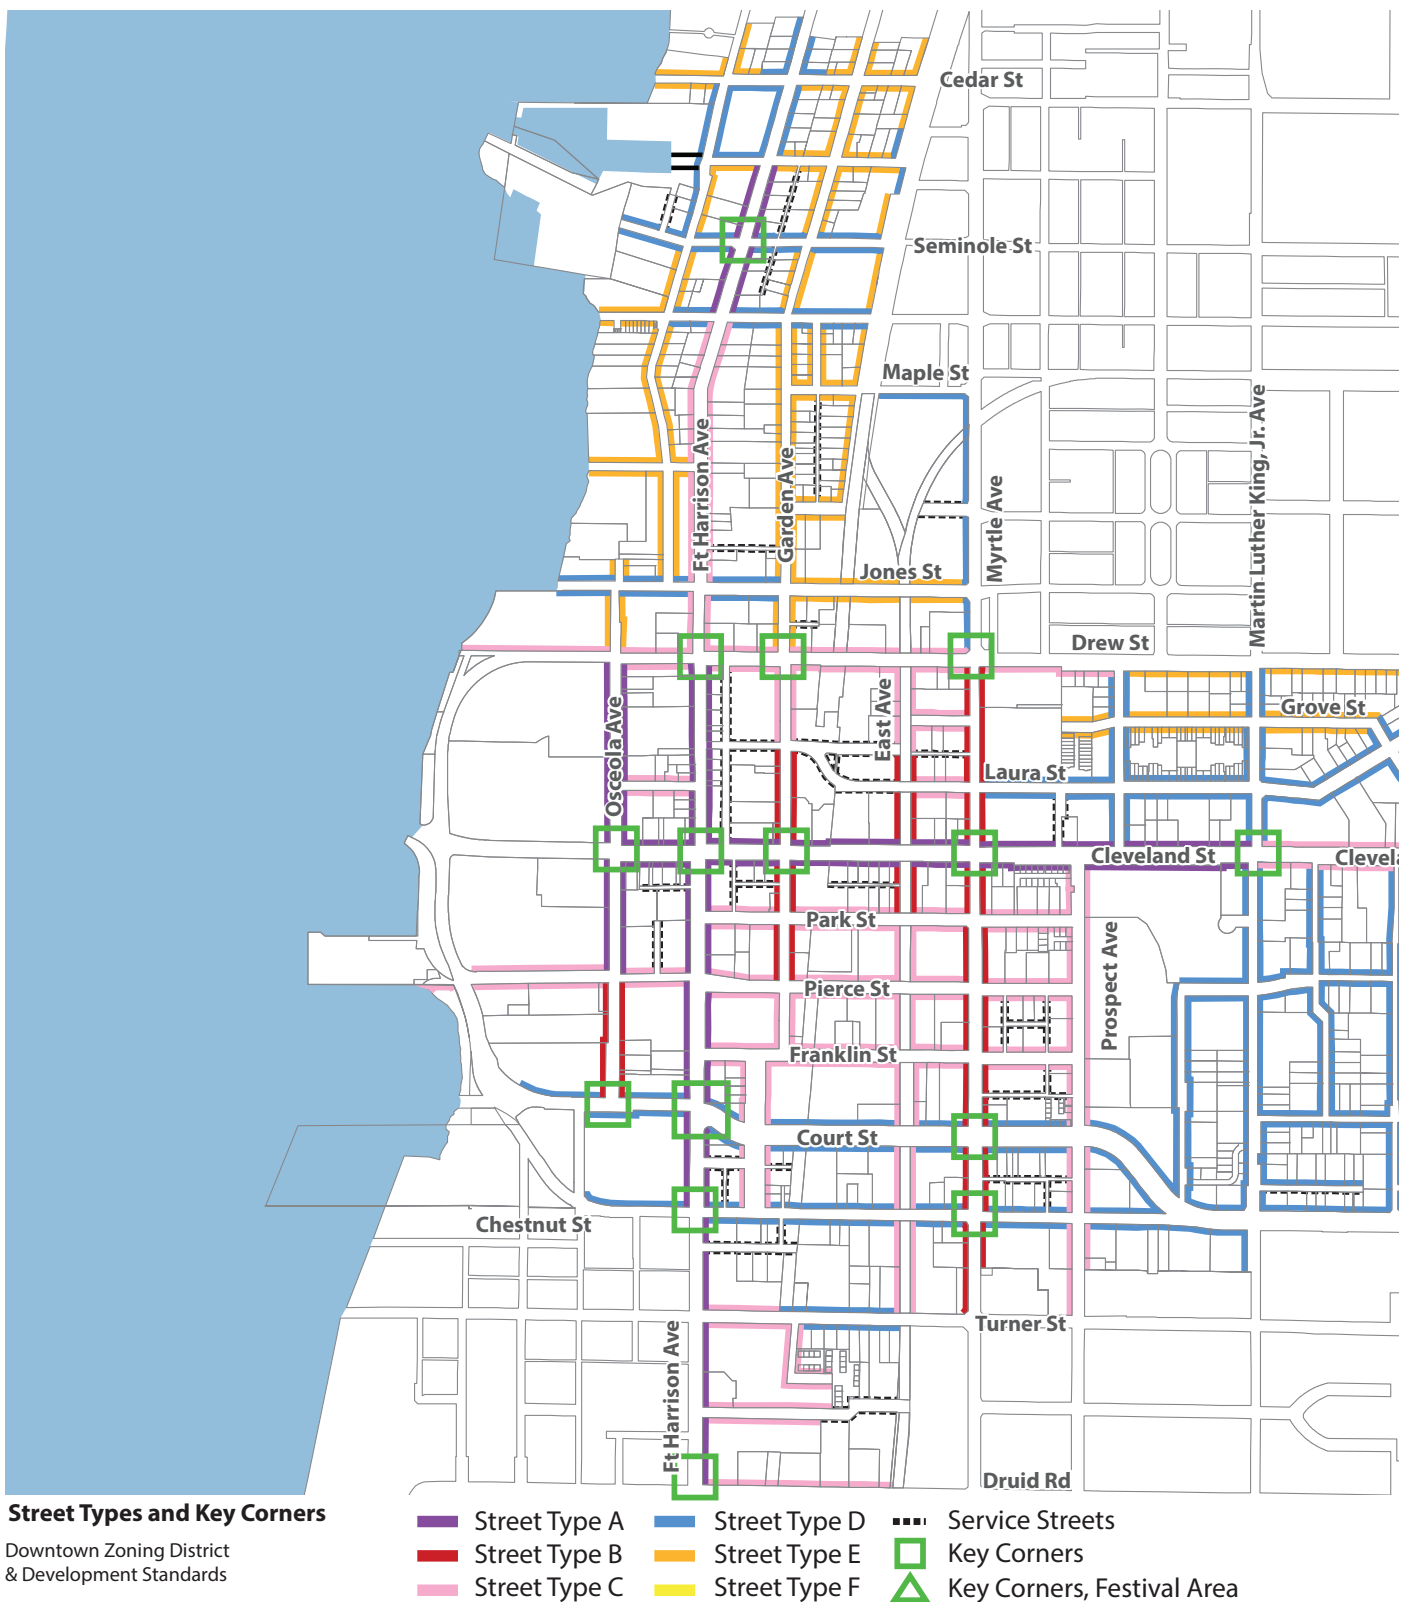 Cedar St
Seminole St
Maple St
Ft Harrison Ave
Garden Ave
Myrtle Ave
Martin Luther King, Jr. Ave
Jones St
Drew St
Osceola Ave
East Ave
Grove St
Laura St
Cleveland St
Clevela
Park St
Prospect Ave
Pierce St
Franklin St
Court St
Chestnut St
Turner St
Ft Harrison Ave
Druid Rd
Street Types and Key Corners
Downtown Zoning District
& Development Standards
Street Type A
Street Type B
Street Type C
Street Type D
Street Type E
Street Type F
Service Streets
Key Corners
Key Corners, Festival Area